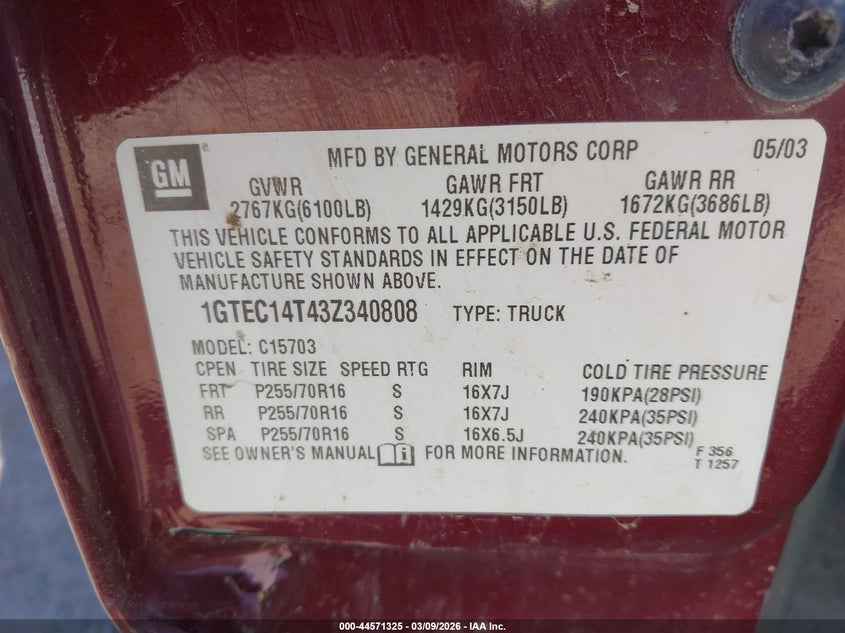 GM
MFD BY GENERAL MOTORS CORP 05/03
GVWR GAWR FRT GAWR RR
2767KG(6100LB) 1429KG(3150LB) 1672KG(3686LB)
THIS VEHICLE CONFORMS TO ALL APPLICABLE U.S. FEDERAL MOTOR
VEHICLE SAFETY STANDARDS IN EFFECT ON THE DATE OF
MANUFACTURE SHOWN ABOVE.
1GTEC14T43Z340808 TYPE: TRUCK
MODEL: C15703
CPEN TIRE SIZE SPEED RTG RIM COLD TIRE PRESSURE
FRT P255/70R16 S 16X7J 190KPA(28PSI)
RR P255/70R16 S 16X7J 240KPA(35PSI)
SPA P255/70R16 S 16X6.5J 240KPA(35PSI)
SEE OWNER'S MANUAL FOR MORE INFORMATION.
F 356
T 1257
000-44571325 | 03/09/2026 | IAA Inc.